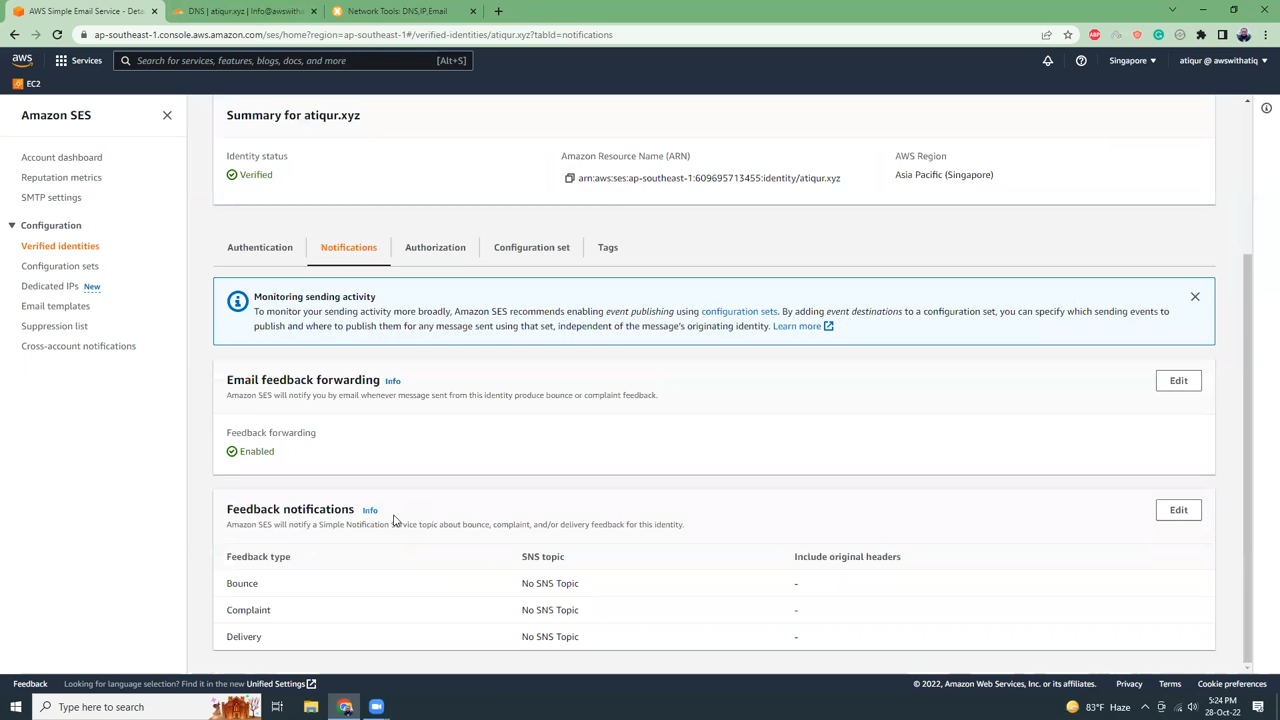 AWS Simple Email Service - Deta
DNS | atiqur.xyz | Info@awswith
Network Tools: DNS,IP,Email
ap-southeast-1.console.aws.amazon.com/ses/home?region=ap-southeast-1#/verified-identities/atiqur.xyz?tabId=notifications
aws
Services
Search for services, features, blogs, docs, and more
[Alt+S]
Singapore
atiqur @ awswithatiq
EC2
Amazon SES
Account dashboard
Reputation metrics
SMTP settings
Configuration
Verified identities
Configuration sets
Dedicated IPs New
Email templates
Suppression list
Cross-account notifications
Summary for atiqur.xyz
Identity status
Verified
Amazon Resource Name (ARN)
arn:aws:ses:ap-southeast-1:609695713455:identity/atiqur.xyz
AWS Region
Asia Pacific (Singapore)
Authentication
Notifications
Authorization
Configuration set
Tags
Monitoring sending activity
To monitor your sending activity more broadly, Amazon SES recommends enabling event publishing using configuration sets. By adding event destinations to a configuration set, you can specify which sending events to
publish and where to publish them for any message sent using that set, independent of the message's originating identity. Learn more
Email feedback forwarding Info
Edit
Amazon SES will notify you by email whenever message sent from this identity produce bounce or complaint feedback.
Feedback forwarding
Enabled
Feedback notifications Info
Edit
Amazon SES will notify a Simple Notification Service topic about bounce, complaint, and/or delivery feedback for this identity.
Feedback type
SNS topic
Include original headers
Bounce
No SNS Topic
-
Complaint
No SNS Topic
-
Delivery
No SNS Topic
-
Feedback
Looking for language selection? Find it in the new Unified Settings
© 2022, Amazon Web Services, Inc. or its affiliates.
Privacy
Terms
Cookie preferences
Type here to search
83°F Haze
5:24 PM
28-Oct-22